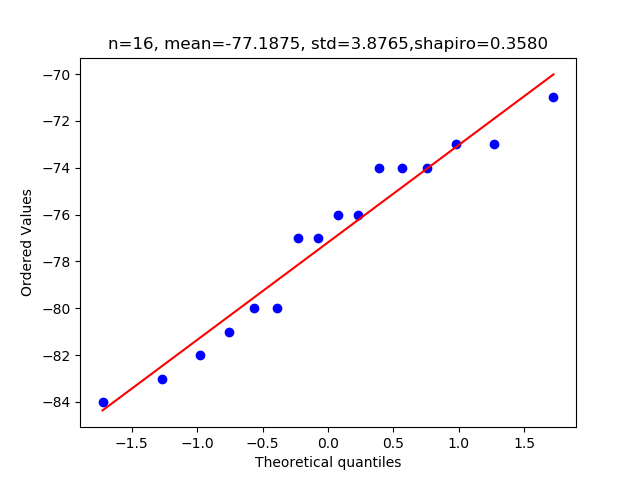 n=16, mean=-77.1875, std=3.8765,shapiro=0.3580
−70
−72
−74
−76
−78
−80
−82
−84
Ordered Values
−1.5 −1.0 −0.5 0.0 0.5 1.0 1.5
Theoretical quantiles